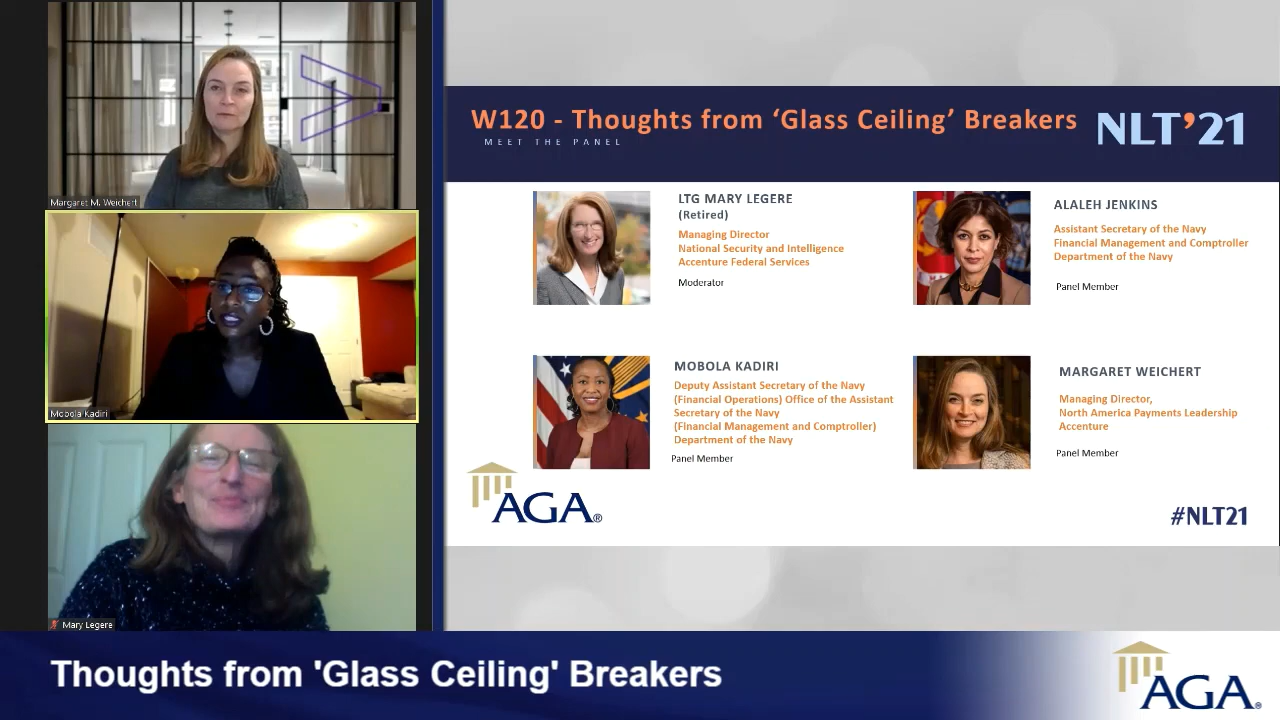 Margaret M. Weichert
Mobola Kadiri
Mary Legere
W120 - Thoughts from ‘Glass Ceiling’ Breakers
MEET THE PANEL
NLT’21
LTG MARY LEGERE
(Retired)
Managing Director
National Security and Intelligence
Accenture Federal Services
Moderator
ALALEH JENKINS
Assistant Secretary of the Navy
Financial Management and Comptroller
Department of the Navy
Panel Member
MOBOLA KADIRI
Deputy Assistant Secretary of the Navy
(Financial Operations) Office of the Assistant
Secretary of the Navy
(Financial Management and Comptroller)
Department of the Navy
Panel Member
MARGARET WEICHERT
Managing Director,
North America Payments Leadership
Accenture
Panel Member
AGA®
#NLT21
Thoughts from 'Glass Ceiling' Breakers
AGA®